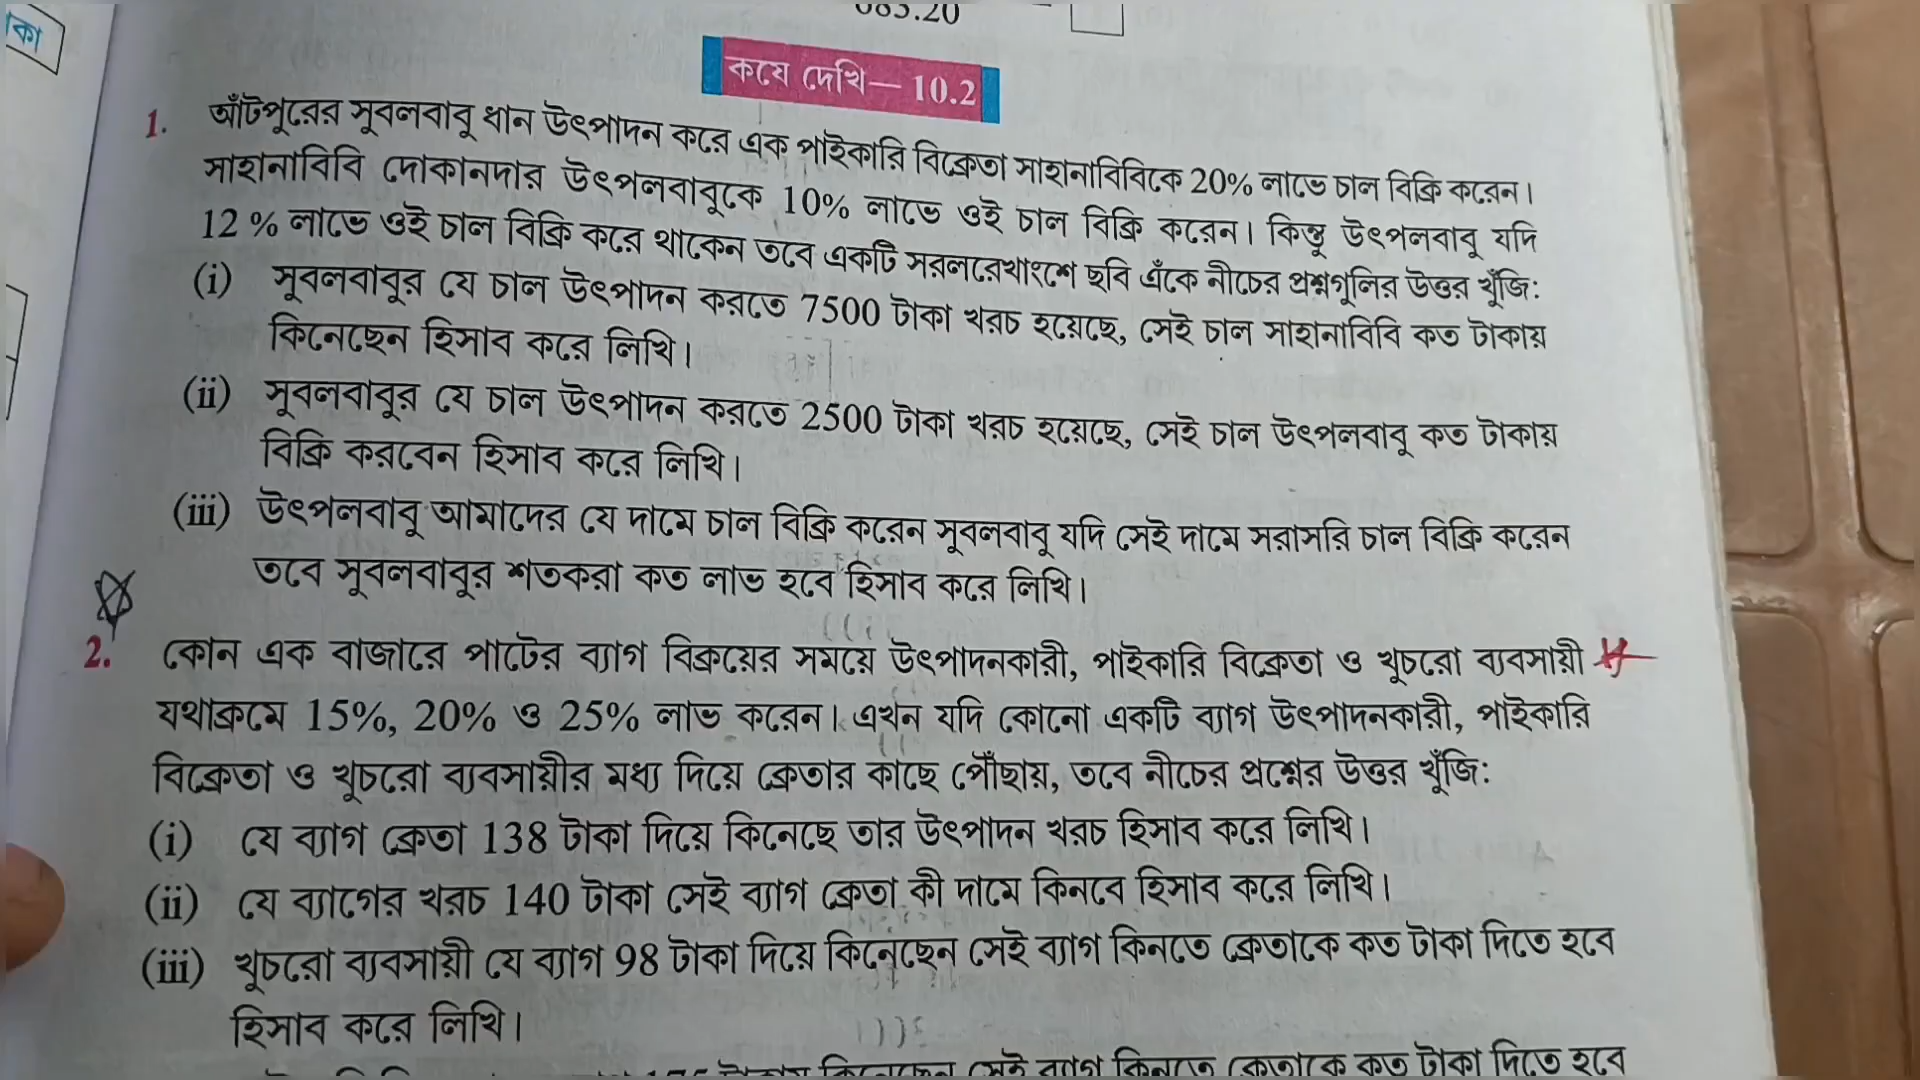 কা
083.20
কষে দেখি— 10.2
1. আঁটপুরের সুবলবাবু ধান উৎপাদন করে এক পাইকারি বিক্রেতা সাহানাবিবিকে 20% লাভে চাল বিক্রি করেন।
সাহানাবিবি দোকানদার উৎপলবাবুকে 10% লাভে ওই চাল বিক্রি করেন। কিন্তু উৎপলবাবু যদি
12 % লাভে ওই চাল বিক্রি করে থাকেন তবে একটি সরলরেখাংশে ছবি এঁকে নীচের প্রশ্নগুলির উত্তর খুঁজি:
(i) সুবলবাবুর যে চাল উৎপাদন করতে 7500 টাকা খরচ হয়েছে, সেই চাল সাহানাবিবি কত টাকায়
কিনেছেন হিসাব করে লিখি।
(ii) সুবলবাবুর যে চাল উৎপাদন করতে 2500 টাকা খরচ হয়েছে, সেই চাল উৎপলবাবু কত টাকায়
বিক্রি করবেন হিসাব করে লিখি।
(iii) উৎপলবাবু আমাদের যে দামে চাল বিক্রি করেন সুবলবাবু যদি সেই দামে সরাসরি চাল বিক্রি করেন
তবে সুবলবাবুর শতকরা কত লাভ হবে হিসাব করে লিখি।
2. কোন এক বাজারে পাটের ব্যাগ বিক্রয়ের সময়ে উৎপাদনকারী, পাইকারি বিক্রেতা ও খুচরো ব্যবসায়ী
যথাক্রমে 15%, 20% ও 25% লাভ করেন। এখন যদি কোনো একটি ব্যাগ উৎপাদনকারী, পাইকারি
বিক্রেতা ও খুচরো ব্যবসায়ীর মধ্য দিয়ে ক্রেতার কাছে পৌঁছায়, তবে নীচের প্রশ্নের উত্তর খুঁজি:
(i) যে ব্যাগ ক্রেতা 138 টাকা দিয়ে কিনেছে তার উৎপাদন খরচ হিসাব করে লিখি।
(ii) যে ব্যাগের খরচ 140 টাকা সেই ব্যাগ ক্রেতা কী দামে কিনবে হিসাব করে লিখি।
(iii) খুচরো ব্যবসায়ী যে ব্যাগ 98 টাকা দিয়ে কিনেছেন সেই ব্যাগ কিনতে ক্রেতাকে কত টাকা দিতে হবে
হিসাব করে লিখি।
টাকায় কিনেছেন সেই ব্যাগ কিনতে ক্রেতাকে কত টাকা দিতে হবে